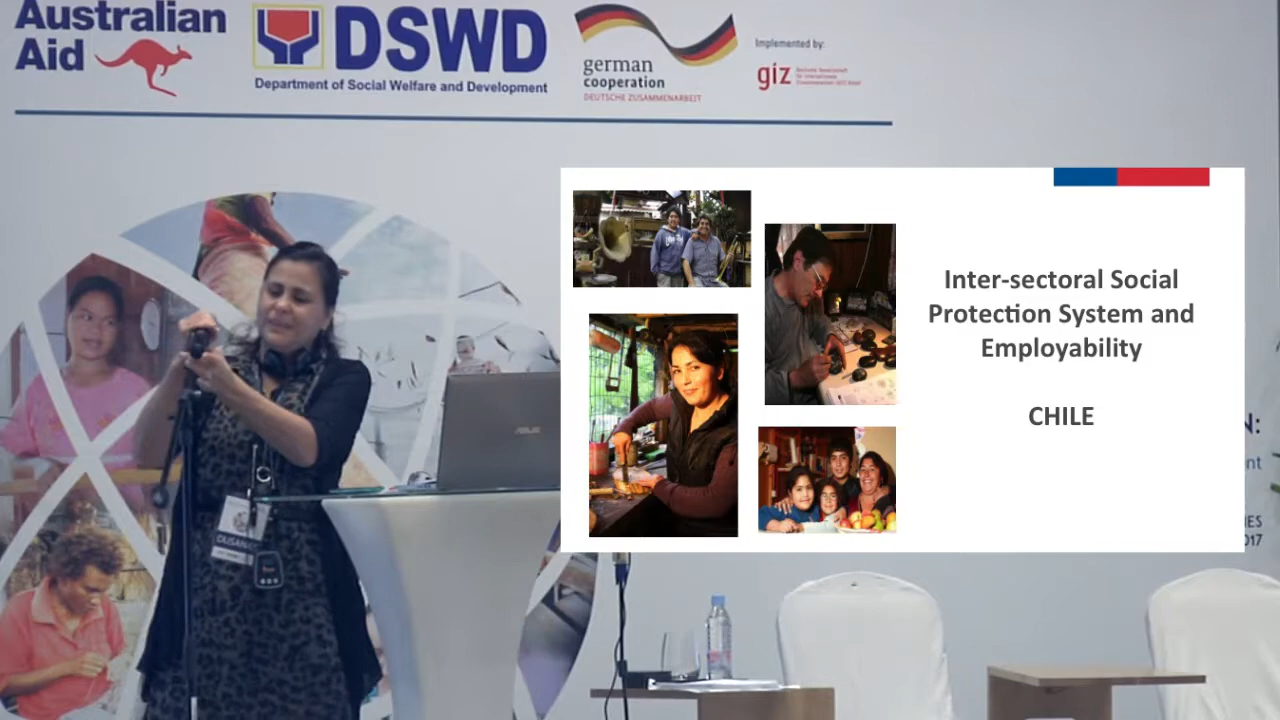 Australian
Aid
DSWD
Department of Social Welfare and Development
german
cooperation
DEUTSCHE ZUSAMMENARBEIT
Implemented by:
giz
Inter-sectoral Social
Protection System and
Employability
CHILE
ASUS